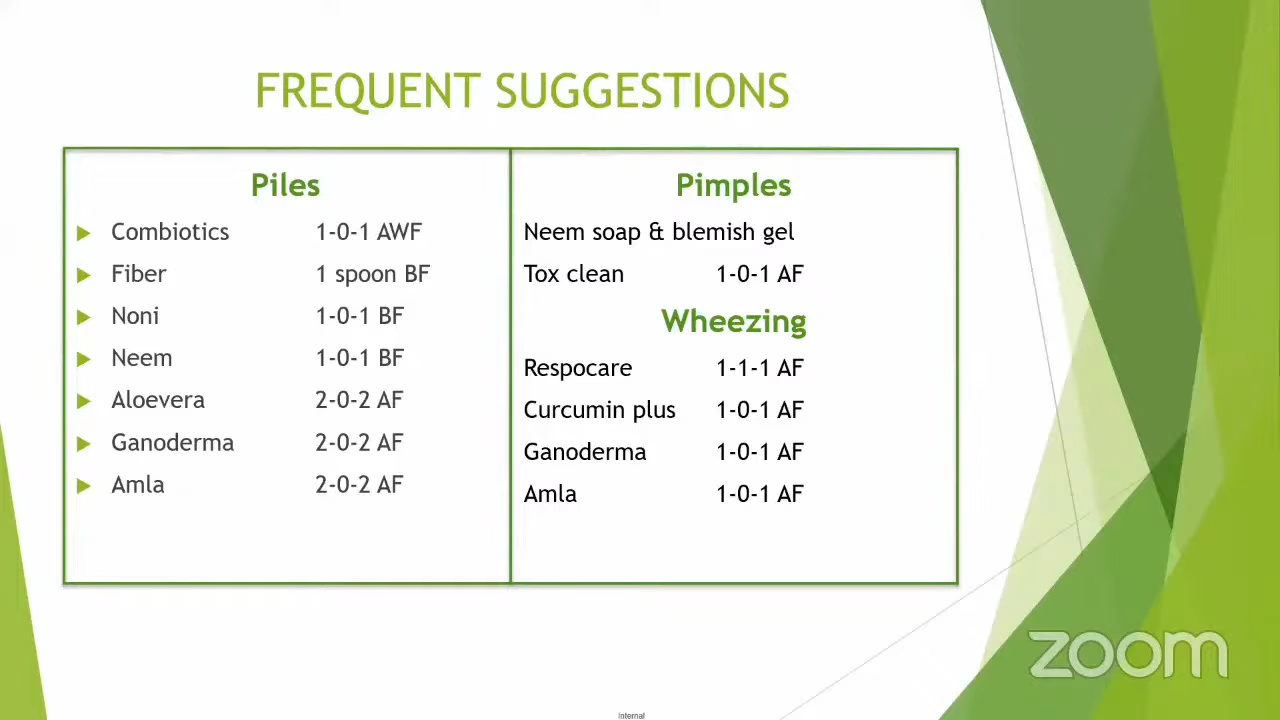 FREQUENT SUGGESTIONS
Piles
Combiotics 1-0-1 AWF
Fiber 1 spoon BF
Noni 1-0-1 BF
Neem 1-0-1 BF
Aloevera 2-0-2 AF
Ganoderma 2-0-2 AF
Amla 2-0-2 AF
Pimples
Neem soap & blemish gel
Tox clean 1-0-1 AF
Wheezing
Respocare 1-1-1 AF
Curcumin plus 1-0-1 AF
Ganoderma 1-0-1 AF
Amla 1-0-1 AF
zoom
Internal